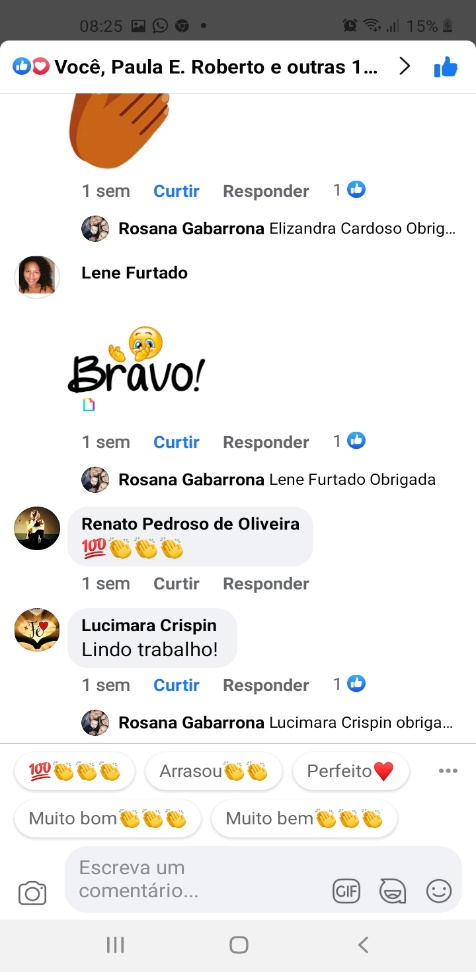 08:25
15%
Você, Paula E. Roberto e outras 1...
1 sem Curtir Responder 1
Rosana Gabarrona Elizandra Cardoso Obrig...
Lene Furtado
Bravo!
1 sem Curtir Responder 1
Rosana Gabarrona Lene Furtado Obrigada
Renato Pedroso de Oliveira
💯👏👏👏
1 sem Curtir Responder
Fé
Lucimara Crispin
Lindo trabalho!
1 sem Curtir Responder 1
Rosana Gabarrona Lucimara Crispin obriga...
💯👏👏👏 Arrasou👏👏 Perfeito❤️
Muito bom👏👏👏 Muito bem👏👏👏
Escreva um
comentário...
GIF